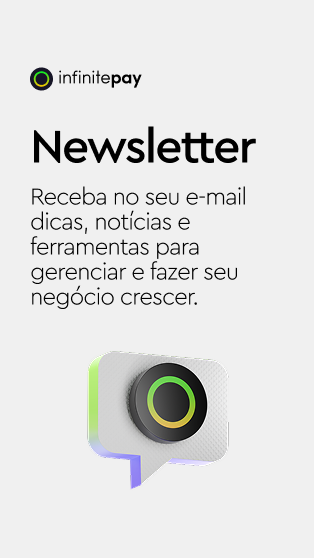 infinitepay
Newsletter
Receba no seu e-mail
dicas, notícias e
ferramentas para
gerenciar e fazer seu
negócio crescer.